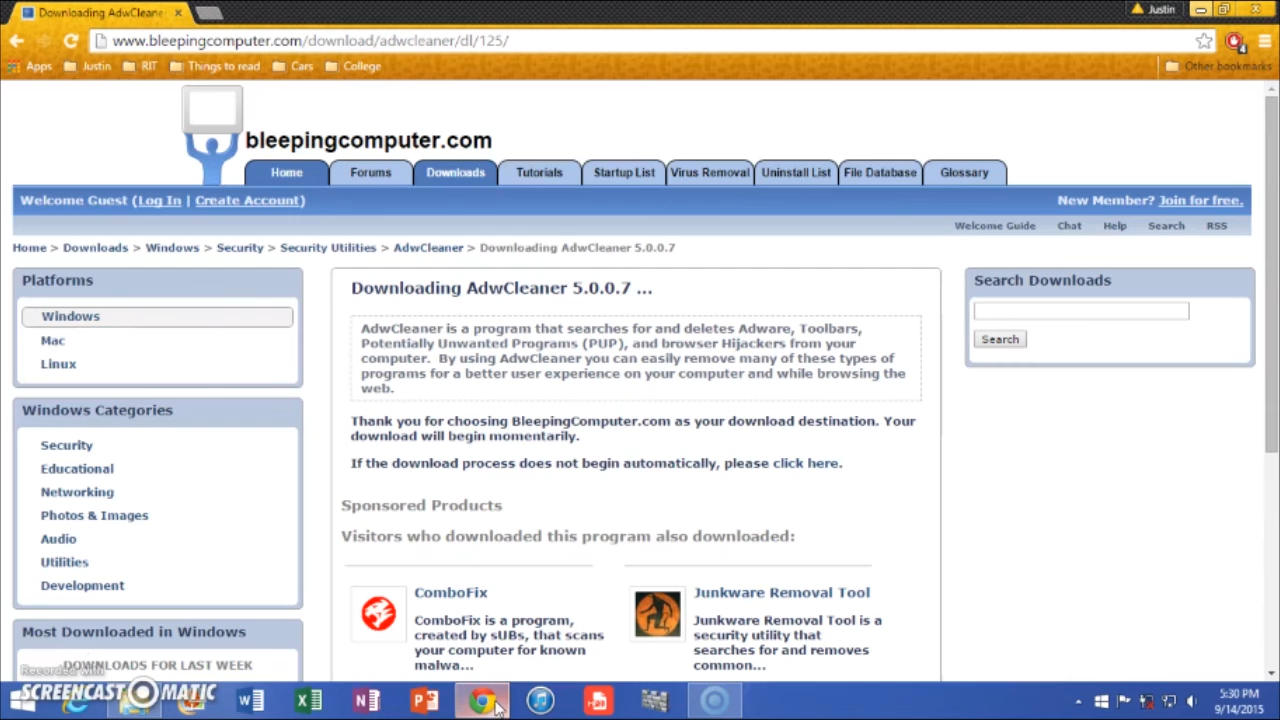 Downloading AdwCleane
Justin
www.bleepingcomputer.com/download/adwcleaner/dl/125/
4
Apps Justin RIT Things to read Cars College Other bookmarks
bleepingcomputer.com
Home Forums Downloads Tutorials Startup List Virus Removal Uninstall List File Database Glossary
Welcome Guest (Log In | Create Account) New Member? Join for free.
Welcome Guide Chat Help Search RSS
Home > Downloads > Windows > Security > Security Utilities > AdwCleaner > Downloading AdwCleaner 5.0.0.7
Platforms
Windows
Mac
Linux
Windows Categories
Security
Educational
Networking
Photos & Images
Audio
Utilities
Development
Most Downloaded in Windows
DOWNLOADS FOR LAST WEEK
Downloading AdwCleaner 5.0.0.7 ...
AdwCleaner is a program that searches for and deletes Adware, Toolbars,
Potentially Unwanted Programs (PUP), and browser Hijackers from your
computer. By using AdwCleaner you can easily remove many of these types of
programs for a better user experience on your computer and while browsing the
web.
Thank you for choosing BleepingComputer.com as your download destination. Your
download will begin momentarily.
If the download process does not begin automatically, please click here.
Sponsored Products
Visitors who downloaded this program also downloaded:
ComboFix
ComboFix is a program,
created by sUBs, that scans
your computer for known
malwa...
Junkware Removal Tool
Junkware Removal Tool is a
security utility that
searches for and removes
common...
Search Downloads
Search
Recorded with
SCREENCAST-O-MATIC
5:30 PM
9/14/2015